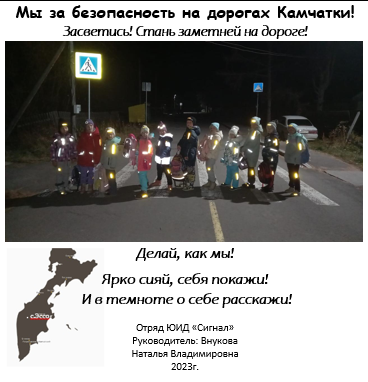 Мы за безопасность на дорогах Камчатки!
Засветись! Стань заметней на дороге!
Делай, как мы!
Ярко сияй, себя покажи!
И в темноте о себе расскажи!
с.Эссо
Отряд ЮИД «Сигнал»
Руководитель: Внукова
Наталья Владимировна
2023г.